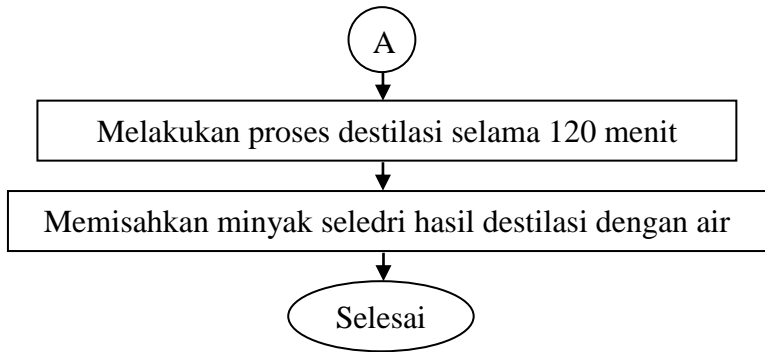 A
Melakukan proses destilasi selama 120 menit
Memisahkan minyak seledri hasil destilasi dengan air
Selesai